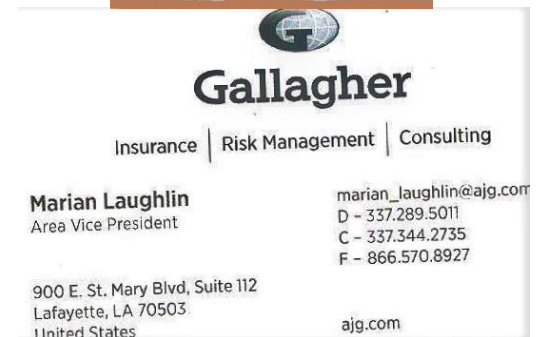 G
Gallagher
Insurance | Risk Management | Consulting
Marian Laughlin
Area Vice President
marian_laughlin@ajg.com
D - 337.289.5011
C - 337.344.2735
F - 866.570.8927
900 E. St. Mary Blvd, Suite 112
Lafayette, LA 70503
United States
ajg.com